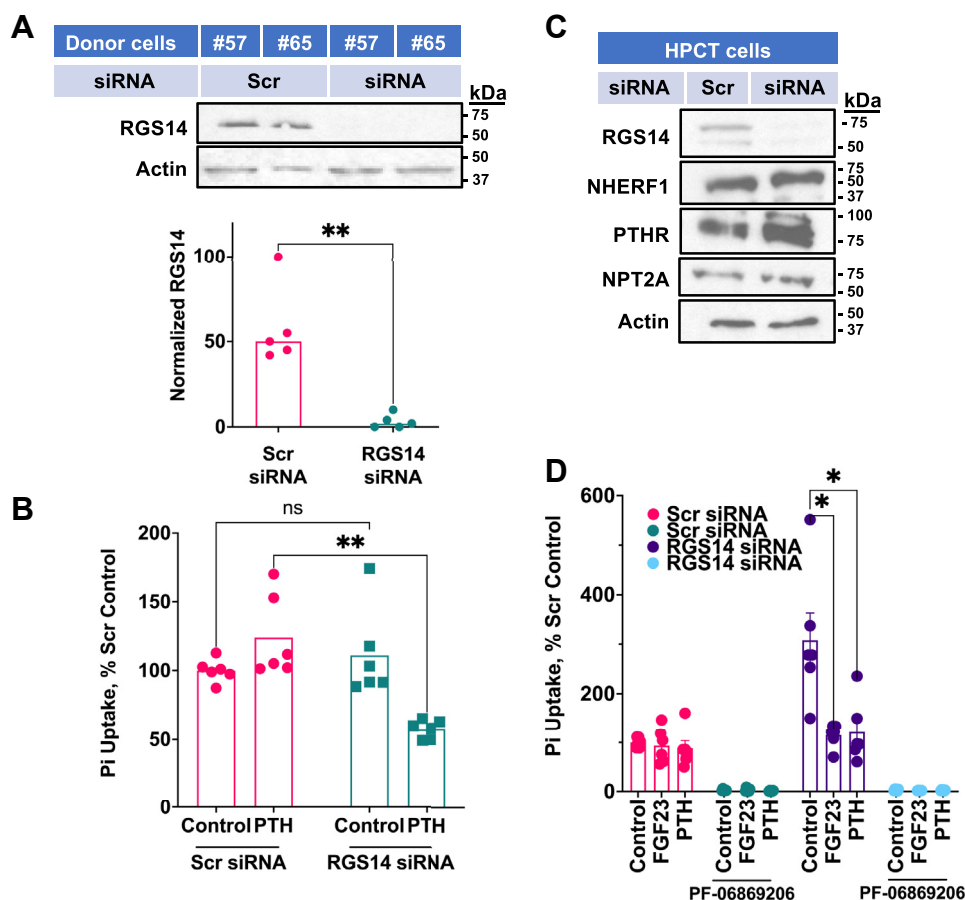 A
Donor cells #57 #65 #57 #65
siRNA Scr siRNA
kDa
RGS14
75
50
Actin
50
37
Normalized RGS14
**
100
50
0
Scr siRNA
RGS14 siRNA
B
Pi Uptake, % Scr Control
ns
**
200
150
100
50
0
Control PTH Control PTH
Scr siRNA RGS14 siRNA
C
HPCT cells
siRNA Scr siRNA
kDa
RGS14
75
50
NHERF1
75
50
37
PTHR
100
75
NPT2A
75
50
Actin
50
37
D
Pi Uptake, % Scr Control
600
400
200
0
Scr siRNA
Scr siRNA
RGS14 siRNA
RGS14 siRNA
*
*
Control FGF23 PTH Control FGF23 PTH Control FGF23 PTH Control FGF23 PTH
PF-06869206 PF-06869206